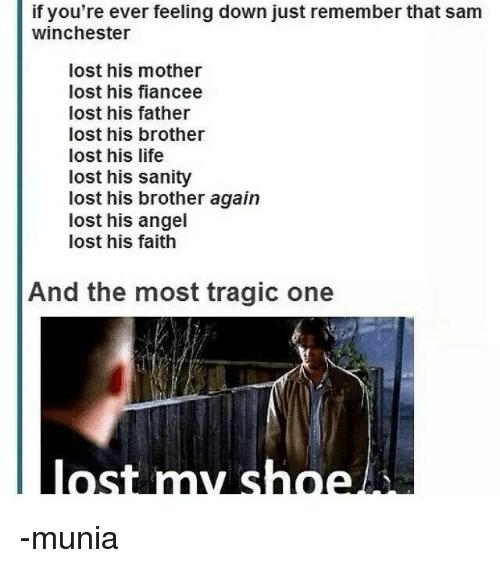 if you're ever feeling down just remember that sam
winchester
lost his mother
lost his fiancee
lost his father
lost his brother
lost his life
lost his sanity
lost his brother again
lost his angel
lost his faith
And the most tragic one
lost my shoe...
-munia